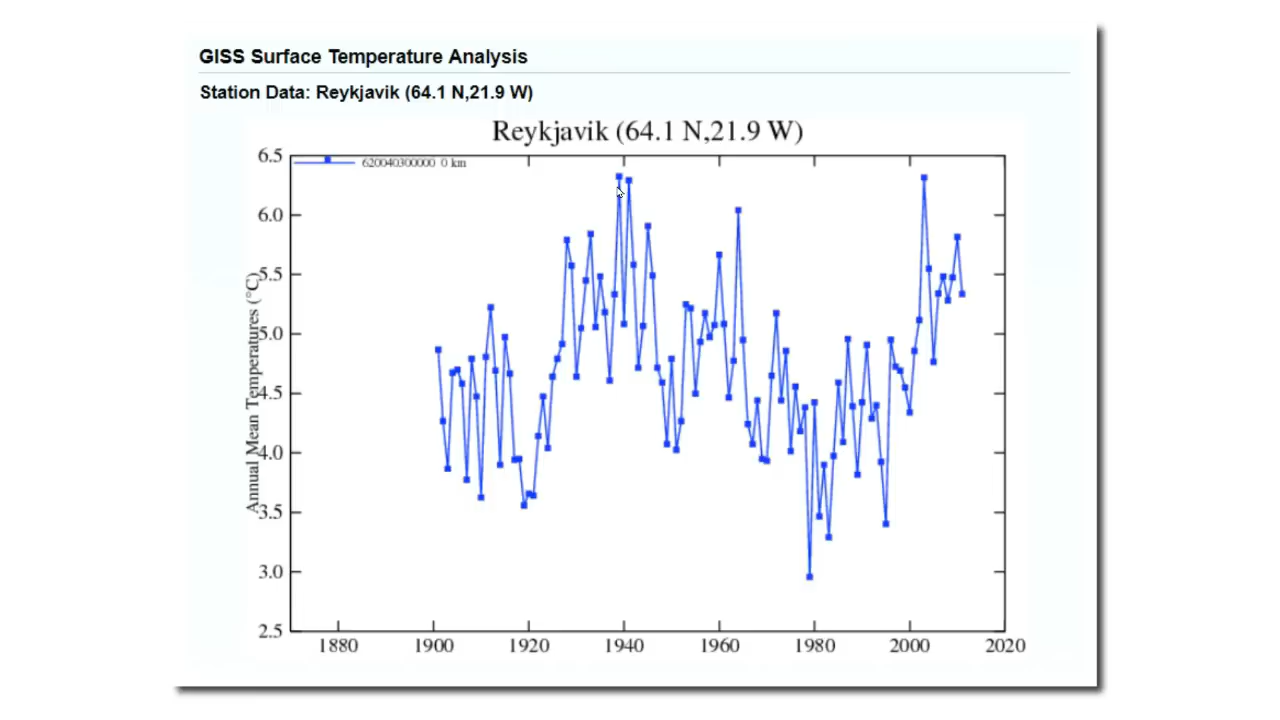 GISS Surface Temperature Analysis
Station Data: Reykjavik (64.1 N,21.9 W)
Reykjavik (64.1 N,21.9 W)
620040300000 0 km
Annual Mean Temperatures (°C)
6.5
6.0
5.5
5.0
4.5
4.0
3.5
3.0
2.5
1880 1900 1920 1940 1960 1980 2000 2020